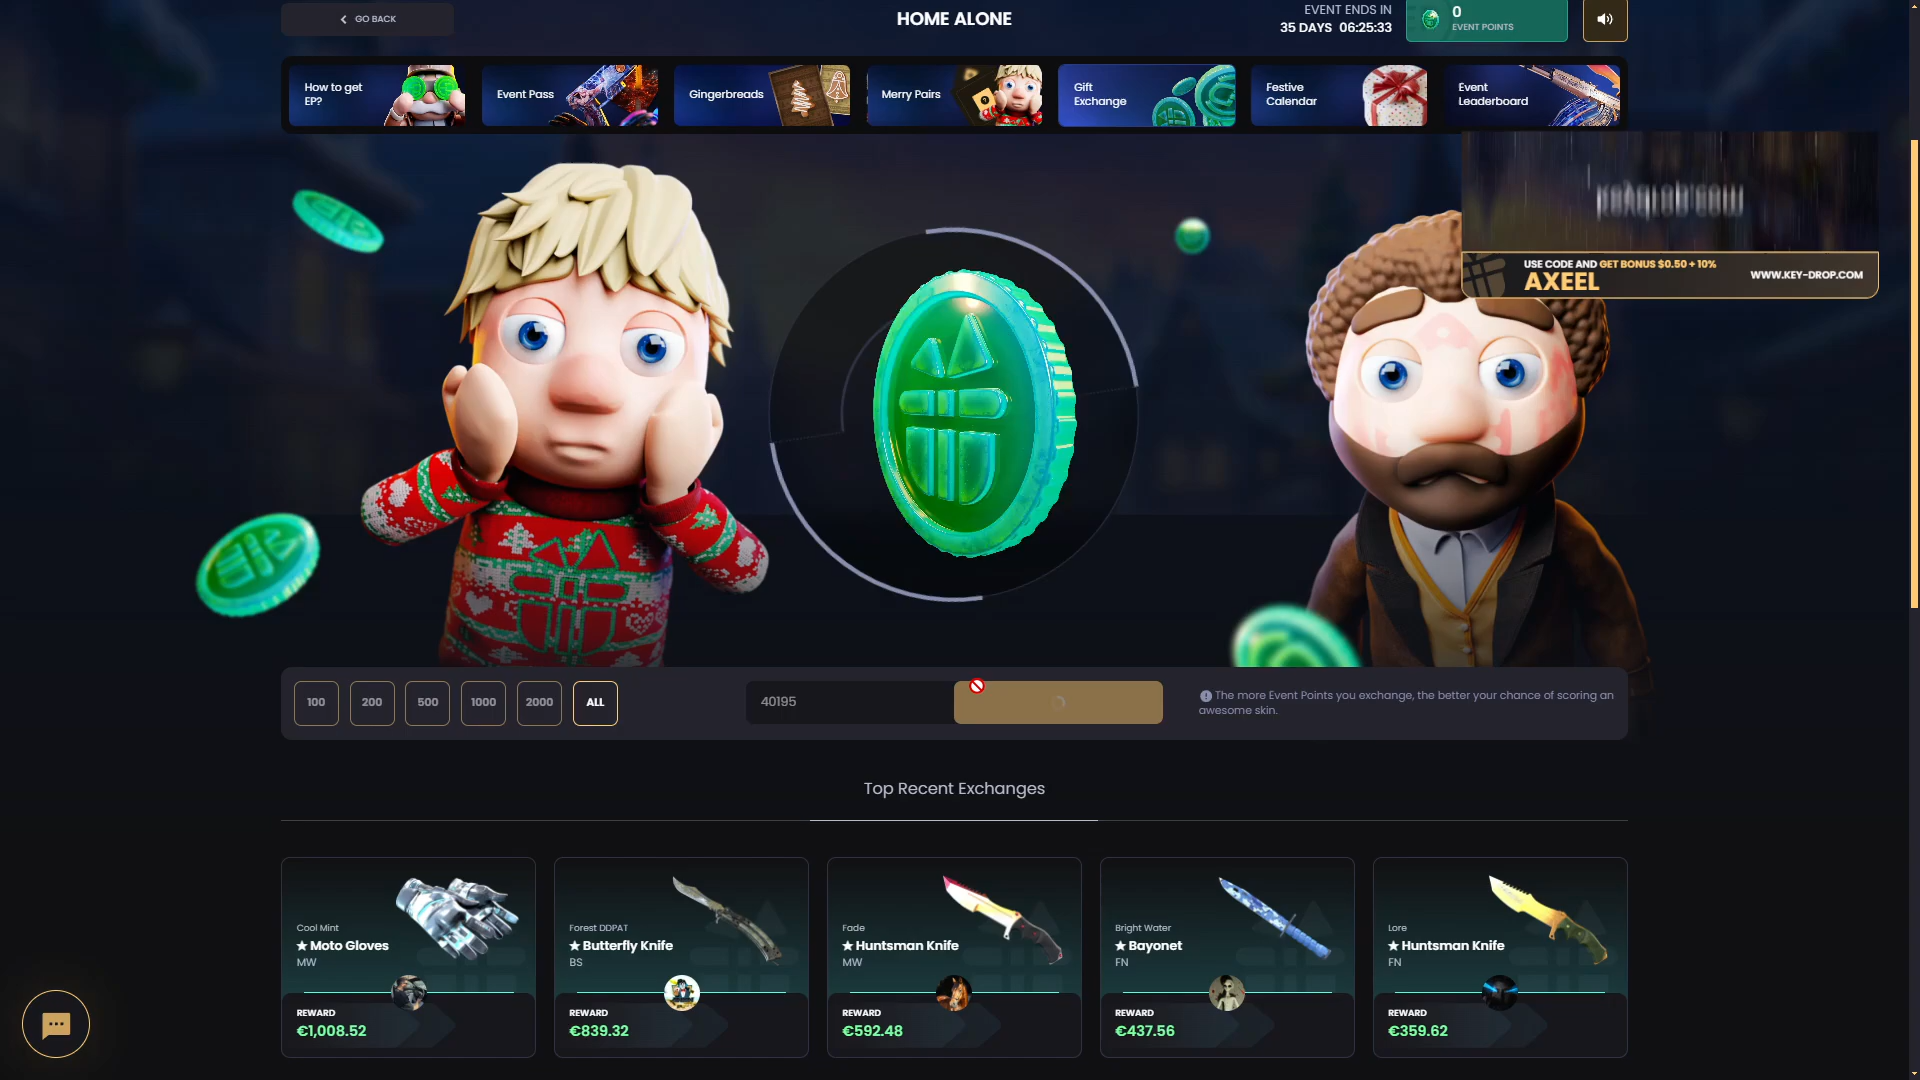 GO BACK
HOME ALONE
EVENT ENDS IN
35 DAYS 06:25:33
0
EVENT POINTS
How to get
EP?
Event Pass
Gingerbreads
Merry Pairs
Gift
Exchange
Festive
Calendar
Event
Leaderboard
USE CODE AND GET BONUS $0.50 + 10%
AXEEL
WWW.KEY-DROP.COM
100
200
500
1000
2000
ALL
40195
The more Event Points you exchange, the better your chance of scoring an
awesome skin.
Top Recent Exchanges
Cool Mint
★ Moto Gloves
MW
REWARD
€1,008.52
Forest DDPAT
★ Butterfly Knife
BS
REWARD
€839.32
Fade
★ Huntsman Knife
MW
REWARD
€592.48
Bright Water
★ Bayonet
FN
REWARD
€437.56
Lore
★ Huntsman Knife
FN
REWARD
€359.62